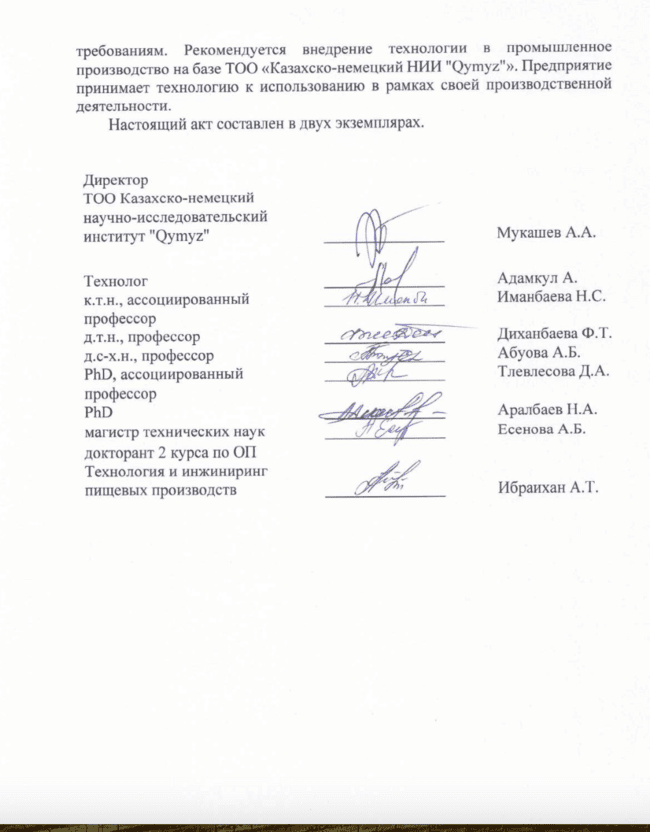 требованиям. Рекомендуется внедрение технологии в промышленное
производство на базе ТОО «Казахско-немецкий НИИ "Qymyz"». Предприятие
принимает технологию к использованию в рамках своей производственной
деятельности.
Настоящий акт составлен в двух экземплярах.
Директор
ТОО Казахско-немецкий
научно-исследовательский
институт "Qymyz" Мукашев А.А.
Технолог Адамкул А.
к.т.н., ассоциированный Иманбаева Н.С.
профессор
д.т.н., профессор Диханбаева Ф.Т.
д.с-х.н., профессор Абуова А.Б.
PhD, ассоциированный Тлевлесова Д.А.
профессор
PhD Аралбаев Н.А.
магистр технических наук Есенова А.Б.
докторант 2 курса по ОП
Технология и инжиниринг
пищевых производств Ибраихан А.Т.